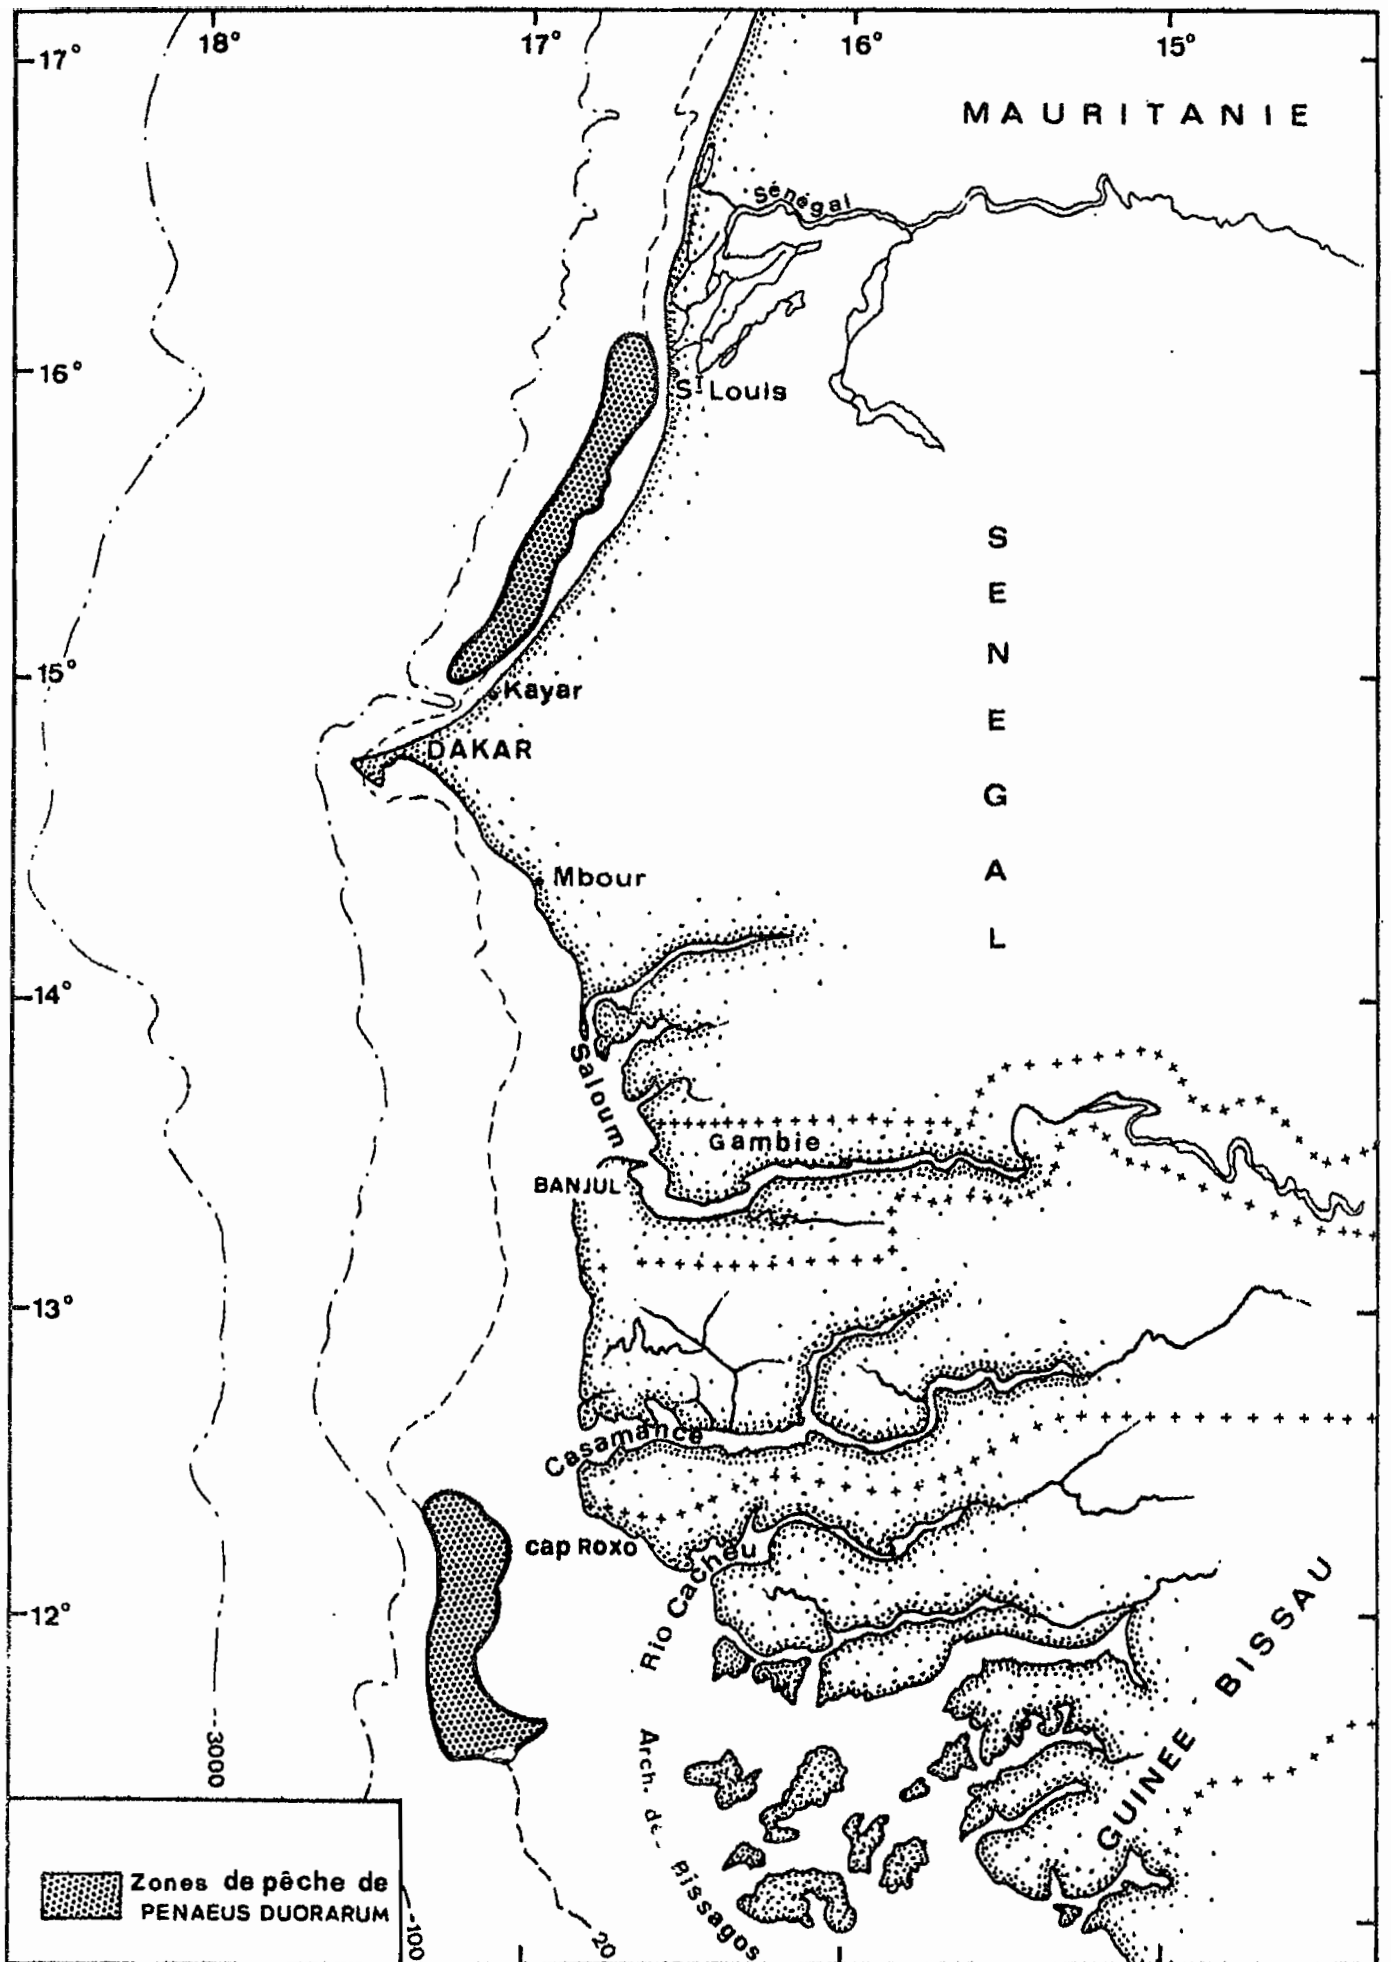 18°
17°
16°
15°
17°
MAURITANIE
Sénégal
16°
St Louis
SENEGAL
15°
Kayar
DAKAR
Mbour
14°
Saloum
Gambie
BANJUL
13°
Casamance
cap Roxo
Rio Cacheu
12°
GUINEE BISSAU
Arch. de- Bissagos
3000
100
20
Zones de pêche de
PENAEUS DUORARUM